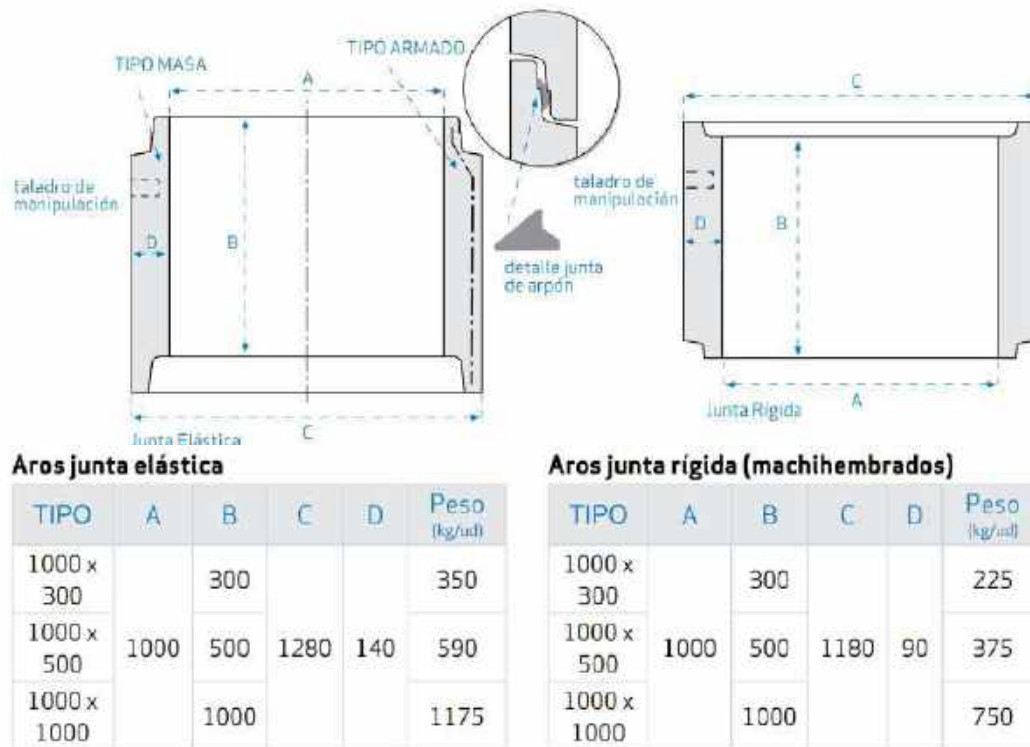 TIPO MASA
TIPO ARMADO
A
C
taladro de
manipulación
D
B
detalle junta
de arpón
taladro de
manipulación
D
B
Junta Elástica
C
Junta Rígida
A
Aros junta elástica
TIPO A B C D Peso
(kg/ud)
1000 x
300
300 350
1000 x
500
1000 500 1280 140 590
1000 x
1000
1000 1175
Aros junta rígida (machihembrados)
TIPO A B C D Peso
(kg/ud)
1000 x
300
300 225
1000 x
500
1000 500 1180 90 375
1000 x
1000
1000 750